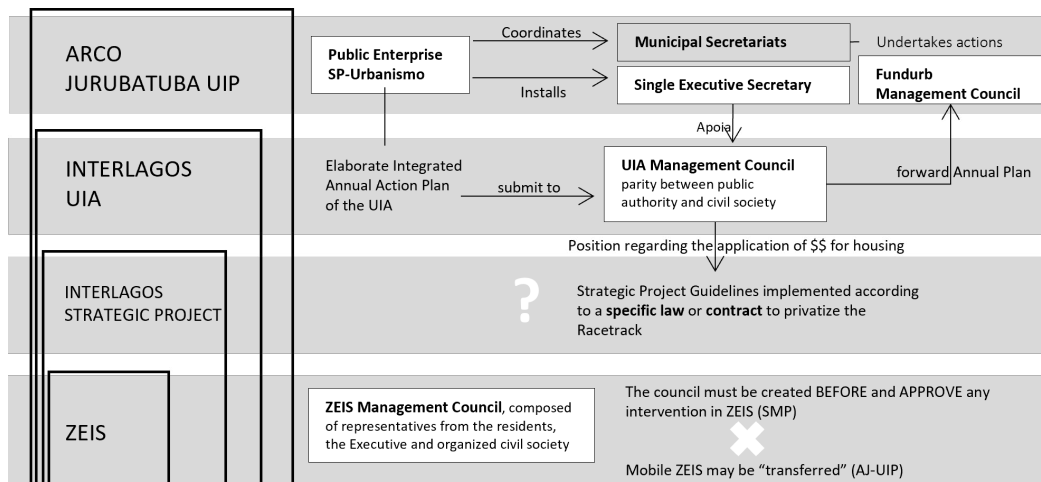 ARCO
JURUBATUBA UIP
Public Enterprise
SP-Urbanismo
Coordinates
Installs
Municipal Secretariats
Undertakes actions
Single Executive Secretary
Fundurb
Management Council
Apoia
INTERLAGOS
UIA
Elaborate Integrated
Annual Action Plan
of the UIA
submit to
UIA Management Council
parity between public
authority and civil society
forward Annual Plan
Position regarding the application of $$ for housing
INTERLAGOS
STRATEGIC PROJECT
?
Strategic Project Guidelines implemented according
to a specific law or contract to privatize the
Racetrack
ZEIS
ZEIS Management Council, composed
of representatives from the residents,
the Executive and organized civil society
The council must be created BEFORE and APPROVE any
intervention in ZEIS (SMP)
Mobile ZEIS may be “transferred” (AJ-UIP)